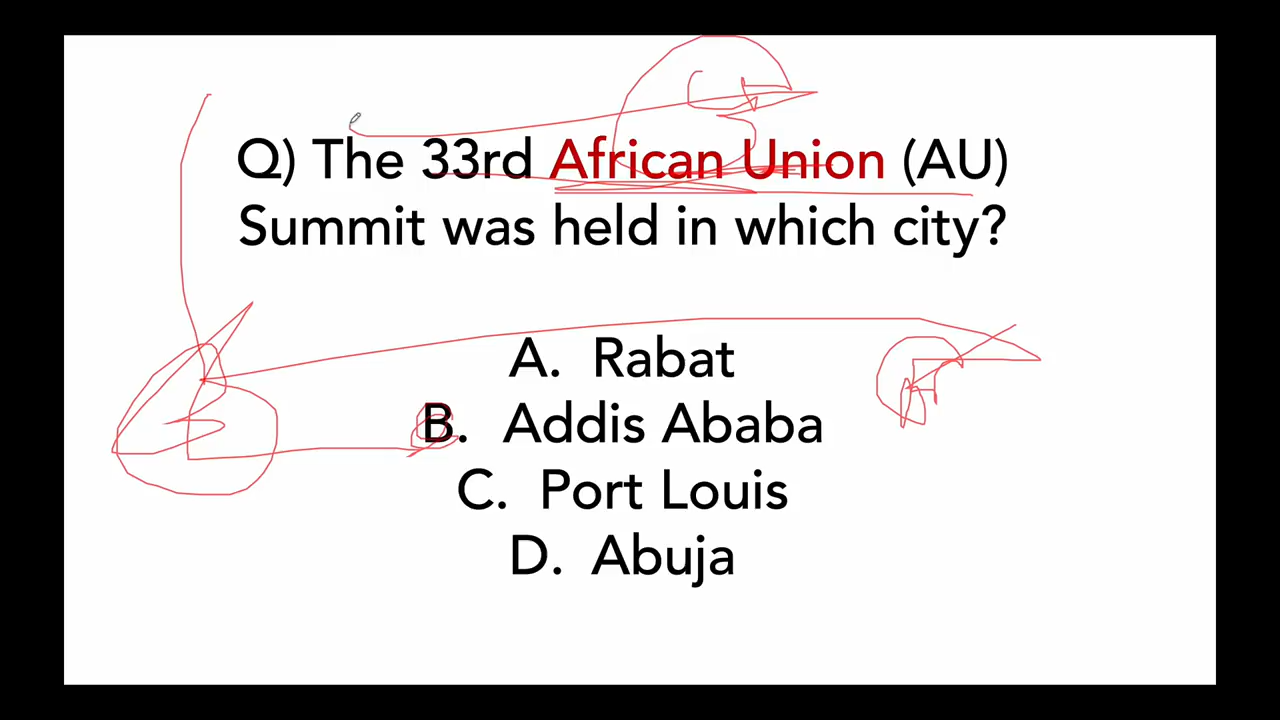 Q) The 33rd African Union (AU)
Summit was held in which city?
A. Rabat
B. Addis Ababa
C. Port Louis
D. Abuja